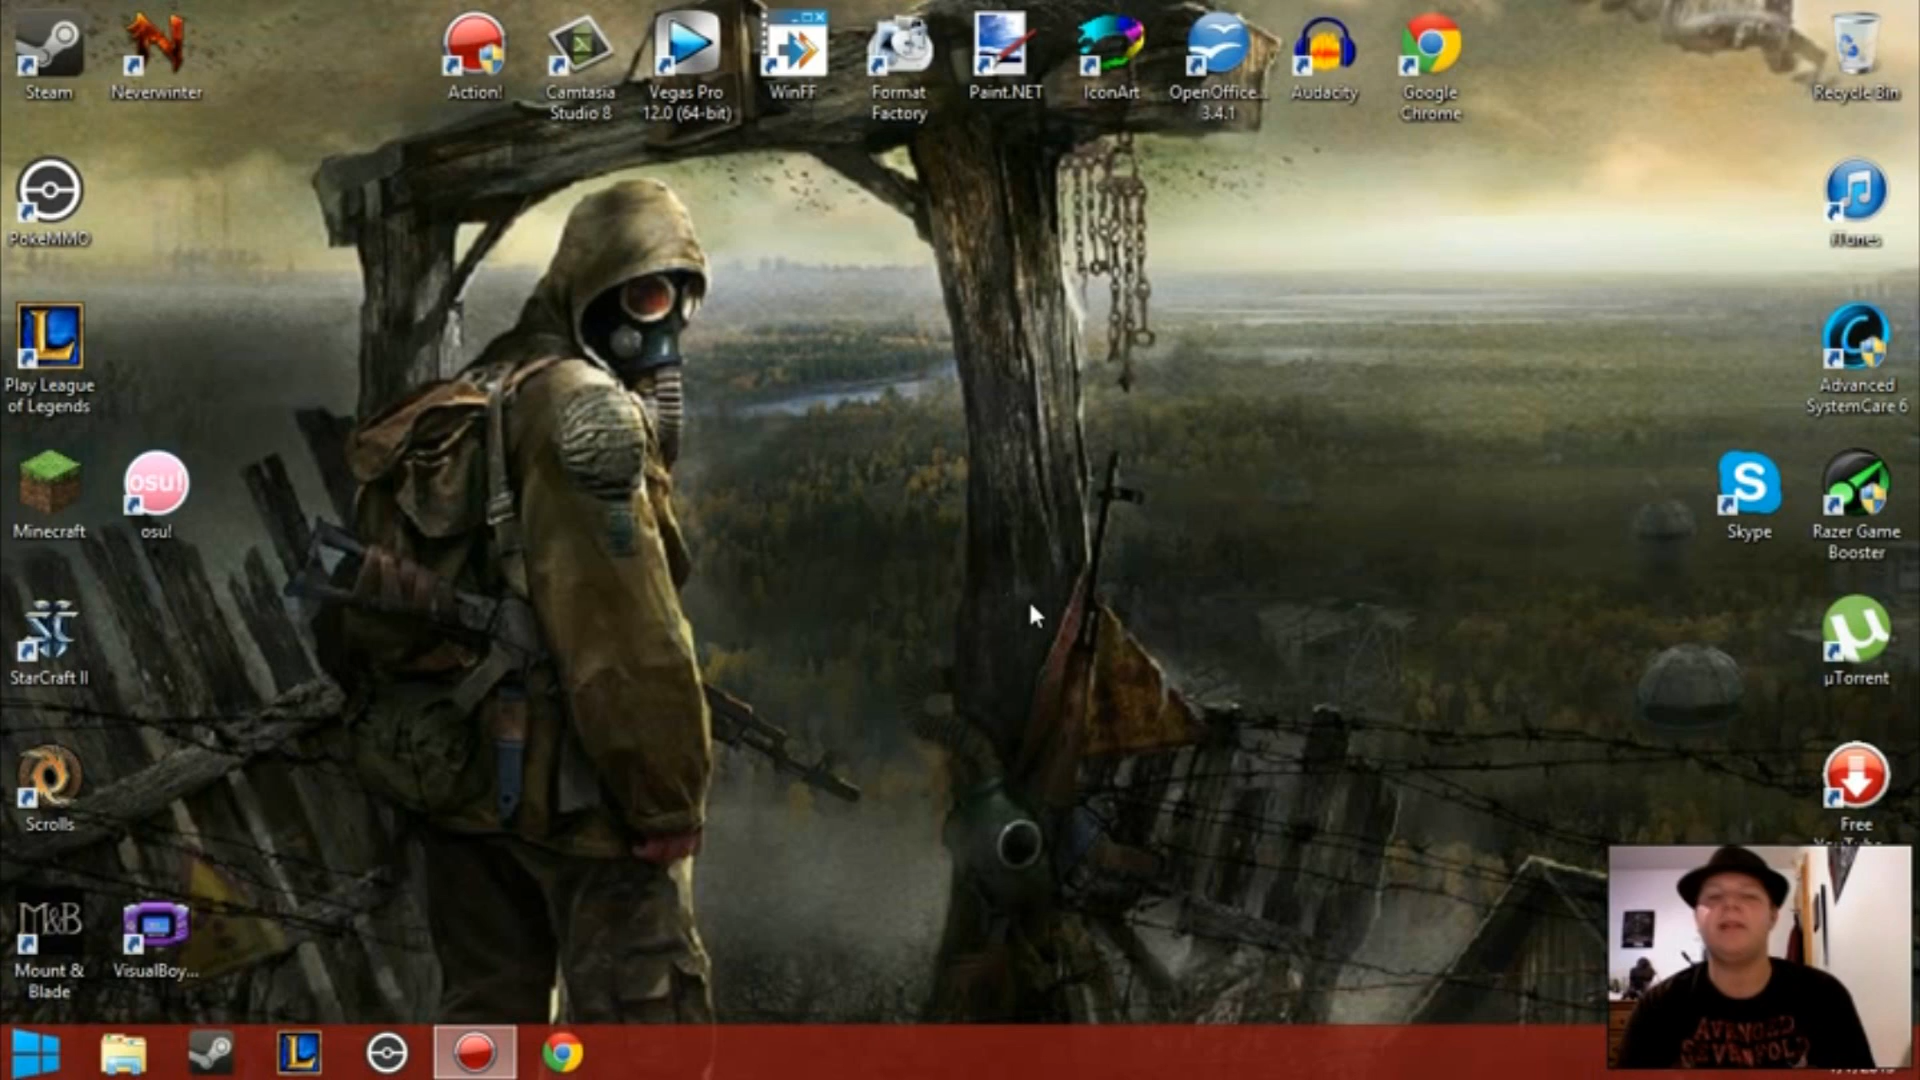 Steam
Neverwinter
Action!
Camtasia
Studio 8
Vegas Pro
12.0 (64-bit)
WinFF
Format
Factory
Paint.NET
IconArt
OpenOffice...
3.4.1
Audacity
Google
Chrome
Recycle Bin
PokeMMO
iTunes
Play League
of Legends
Advanced
SystemCare 6
Minecraft
osu!
osu!
Skype
Razer Game
Booster
StarCraft II
µTorrent
Scrolls
Free
M&B
Mount &
Blade
VisualBoy...
AVENGED
SEVENFOLD